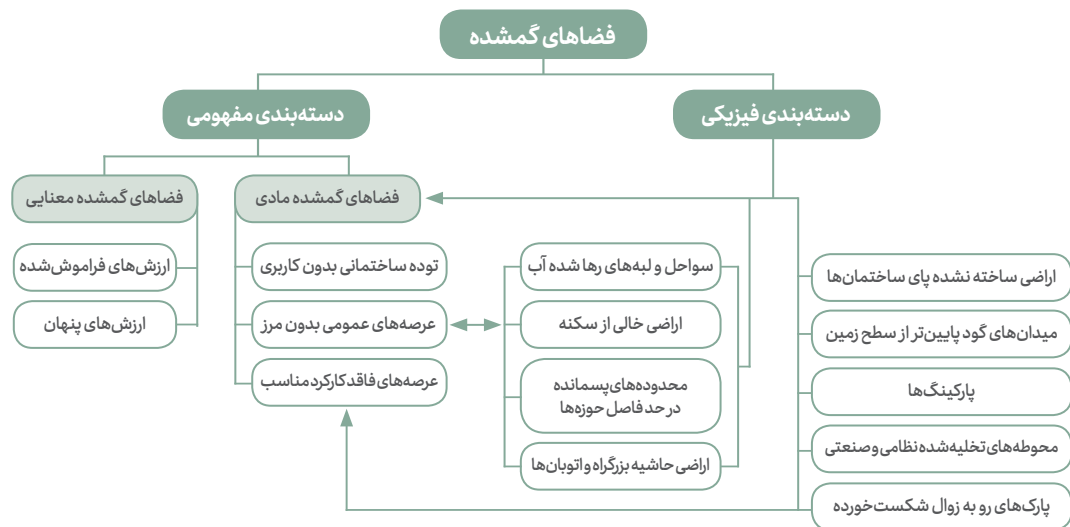 فضاهای گمشده
دسته‌بندی فیزیکی
دسته‌بندی مفهومی
فضاهای گمشده مادی
فضاهای گمشده معنایی
اراضی ساخته نشده پای ساختمان‌ها
میدان‌های گود پایین‌تر از سطح زمین
پارکینگ‌ها
محوطه‌های تخلیه‌شده نظامی و صنعتی
پارک‌های رو به زوال شکست‌خورده
سواحل و لبه‌های رها شده آب
اراضی خالی از سکنه
محدوده‌های پسمانده
در حد فاصل حوزه‌ها
اراضی حاشیه بزرگراه و اتوبان‌ها
توده ساختمانی بدون کاربری
عرصه‌های عمومی بدون مرز
عرصه‌های فاقد کارکرد مناسب
ارزش‌های فراموش‌شده
ارزش‌های پنهان